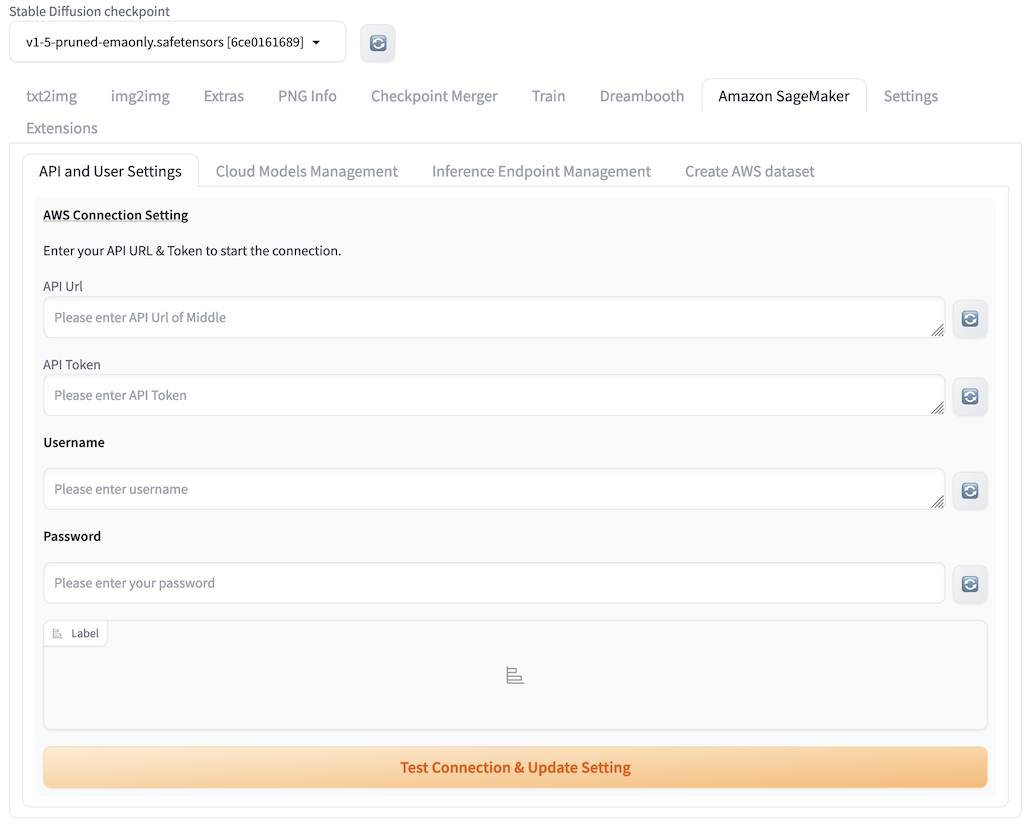 Stable Diffusion checkpoint
v1-5-pruned-emaonly.safetensors [6ce0161689]
txt2img img2img Extras PNG Info Checkpoint Merger Train Dreambooth Amazon SageMaker Settings
Extensions
API and User Settings Cloud Models Management Inference Endpoint Management Create AWS dataset
AWS Connection Setting
Enter your API URL & Token to start the connection.
API Url
Please enter API Url of Middle
API Token
Please enter API Token
Username
Please enter username
Password
Please enter your password
Label
Test Connection & Update Setting